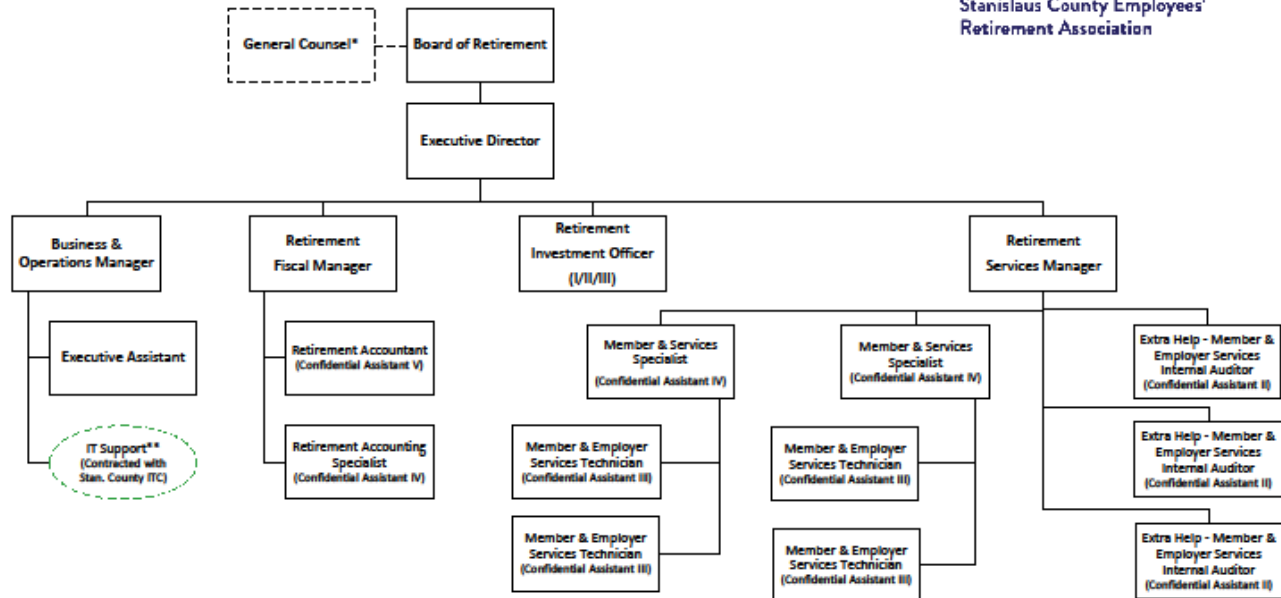 Stanislaus County Employees'
Retirement Association
General Counsel*
Board of Retirement
Executive Director
Business &
Operations Manager
Retirement
Fiscal Manager
Retirement
Investment Officer
(I/II/III)
Retirement
Services Manager
Executive Assistant
IT Support**
(Contracted with
Stan. County ITC)
Retirement Accountant
(Confidential Assistant V)
Retirement Accounting
Specialist
(Confidential Assistant IV)
Member & Services
Specialist
(Confidential Assistant IV)
Member & Employer
Services Technician
(Confidential Assistant III)
Member & Employer
Services Technician
(Confidential Assistant III)
Member & Services
Specialist
(Confidential Assistant IV)
Member & Employer
Services Technician
(Confidential Assistant III)
Member & Employer
Services Technician
(Confidential Assistant III)
Extra Help - Member &
Employer Services
Internal Auditor
(Confidential Assistant II)
Extra Help - Member &
Employer Services
Internal Auditor
(Confidential Assistant II)
Extra Help - Member &
Employer Services
Internal Auditor
(Confidential Assistant II)